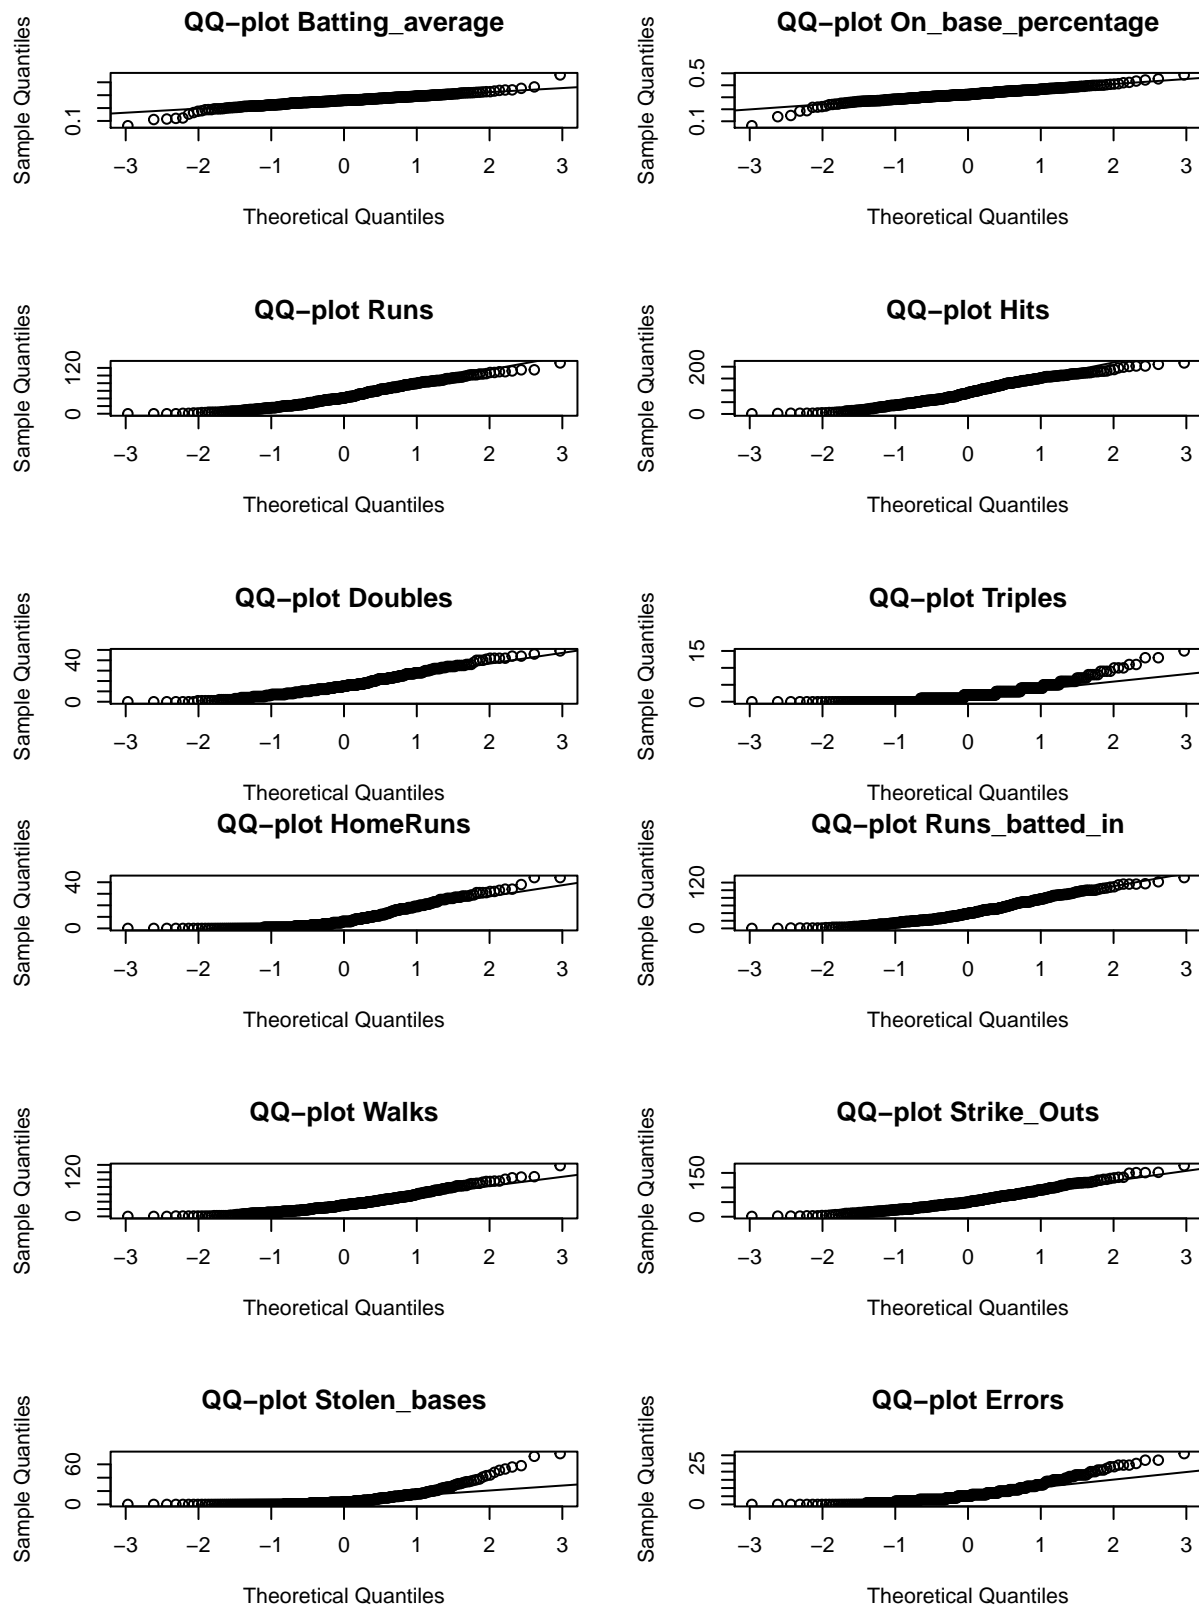 QQ−plot Batting_average
Sample Quantiles
0.1
−3 −2 −1 0 1 2 3
Theoretical Quantiles
QQ−plot On_base_percentage
Sample Quantiles
0.1 0.5
−3 −2 −1 0 1 2 3
Theoretical Quantiles
QQ−plot Runs
Sample Quantiles
0 120
−3 −2 −1 0 1 2 3
Theoretical Quantiles
QQ−plot Hits
Sample Quantiles
0 200
−3 −2 −1 0 1 2 3
Theoretical Quantiles
QQ−plot Doubles
Sample Quantiles
0 40
−3 −2 −1 0 1 2 3
Theoretical Quantiles
QQ−plot Triples
Sample Quantiles
0 15
−3 −2 −1 0 1 2 3
Theoretical Quantiles
QQ−plot HomeRuns
Sample Quantiles
0 40
−3 −2 −1 0 1 2 3
Theoretical Quantiles
QQ−plot Runs_batted_in
Sample Quantiles
0 120
−3 −2 −1 0 1 2 3
Theoretical Quantiles
QQ−plot Walks
Sample Quantiles
0 120
−3 −2 −1 0 1 2 3
Theoretical Quantiles
QQ−plot Strike_Outs
Sample Quantiles
0 150
−3 −2 −1 0 1 2 3
Theoretical Quantiles
QQ−plot Stolen_bases
Sample Quantiles
0 60
−3 −2 −1 0 1 2 3
Theoretical Quantiles
QQ−plot Errors
Sample Quantiles
0 25
−3 −2 −1 0 1 2 3
Theoretical Quantiles